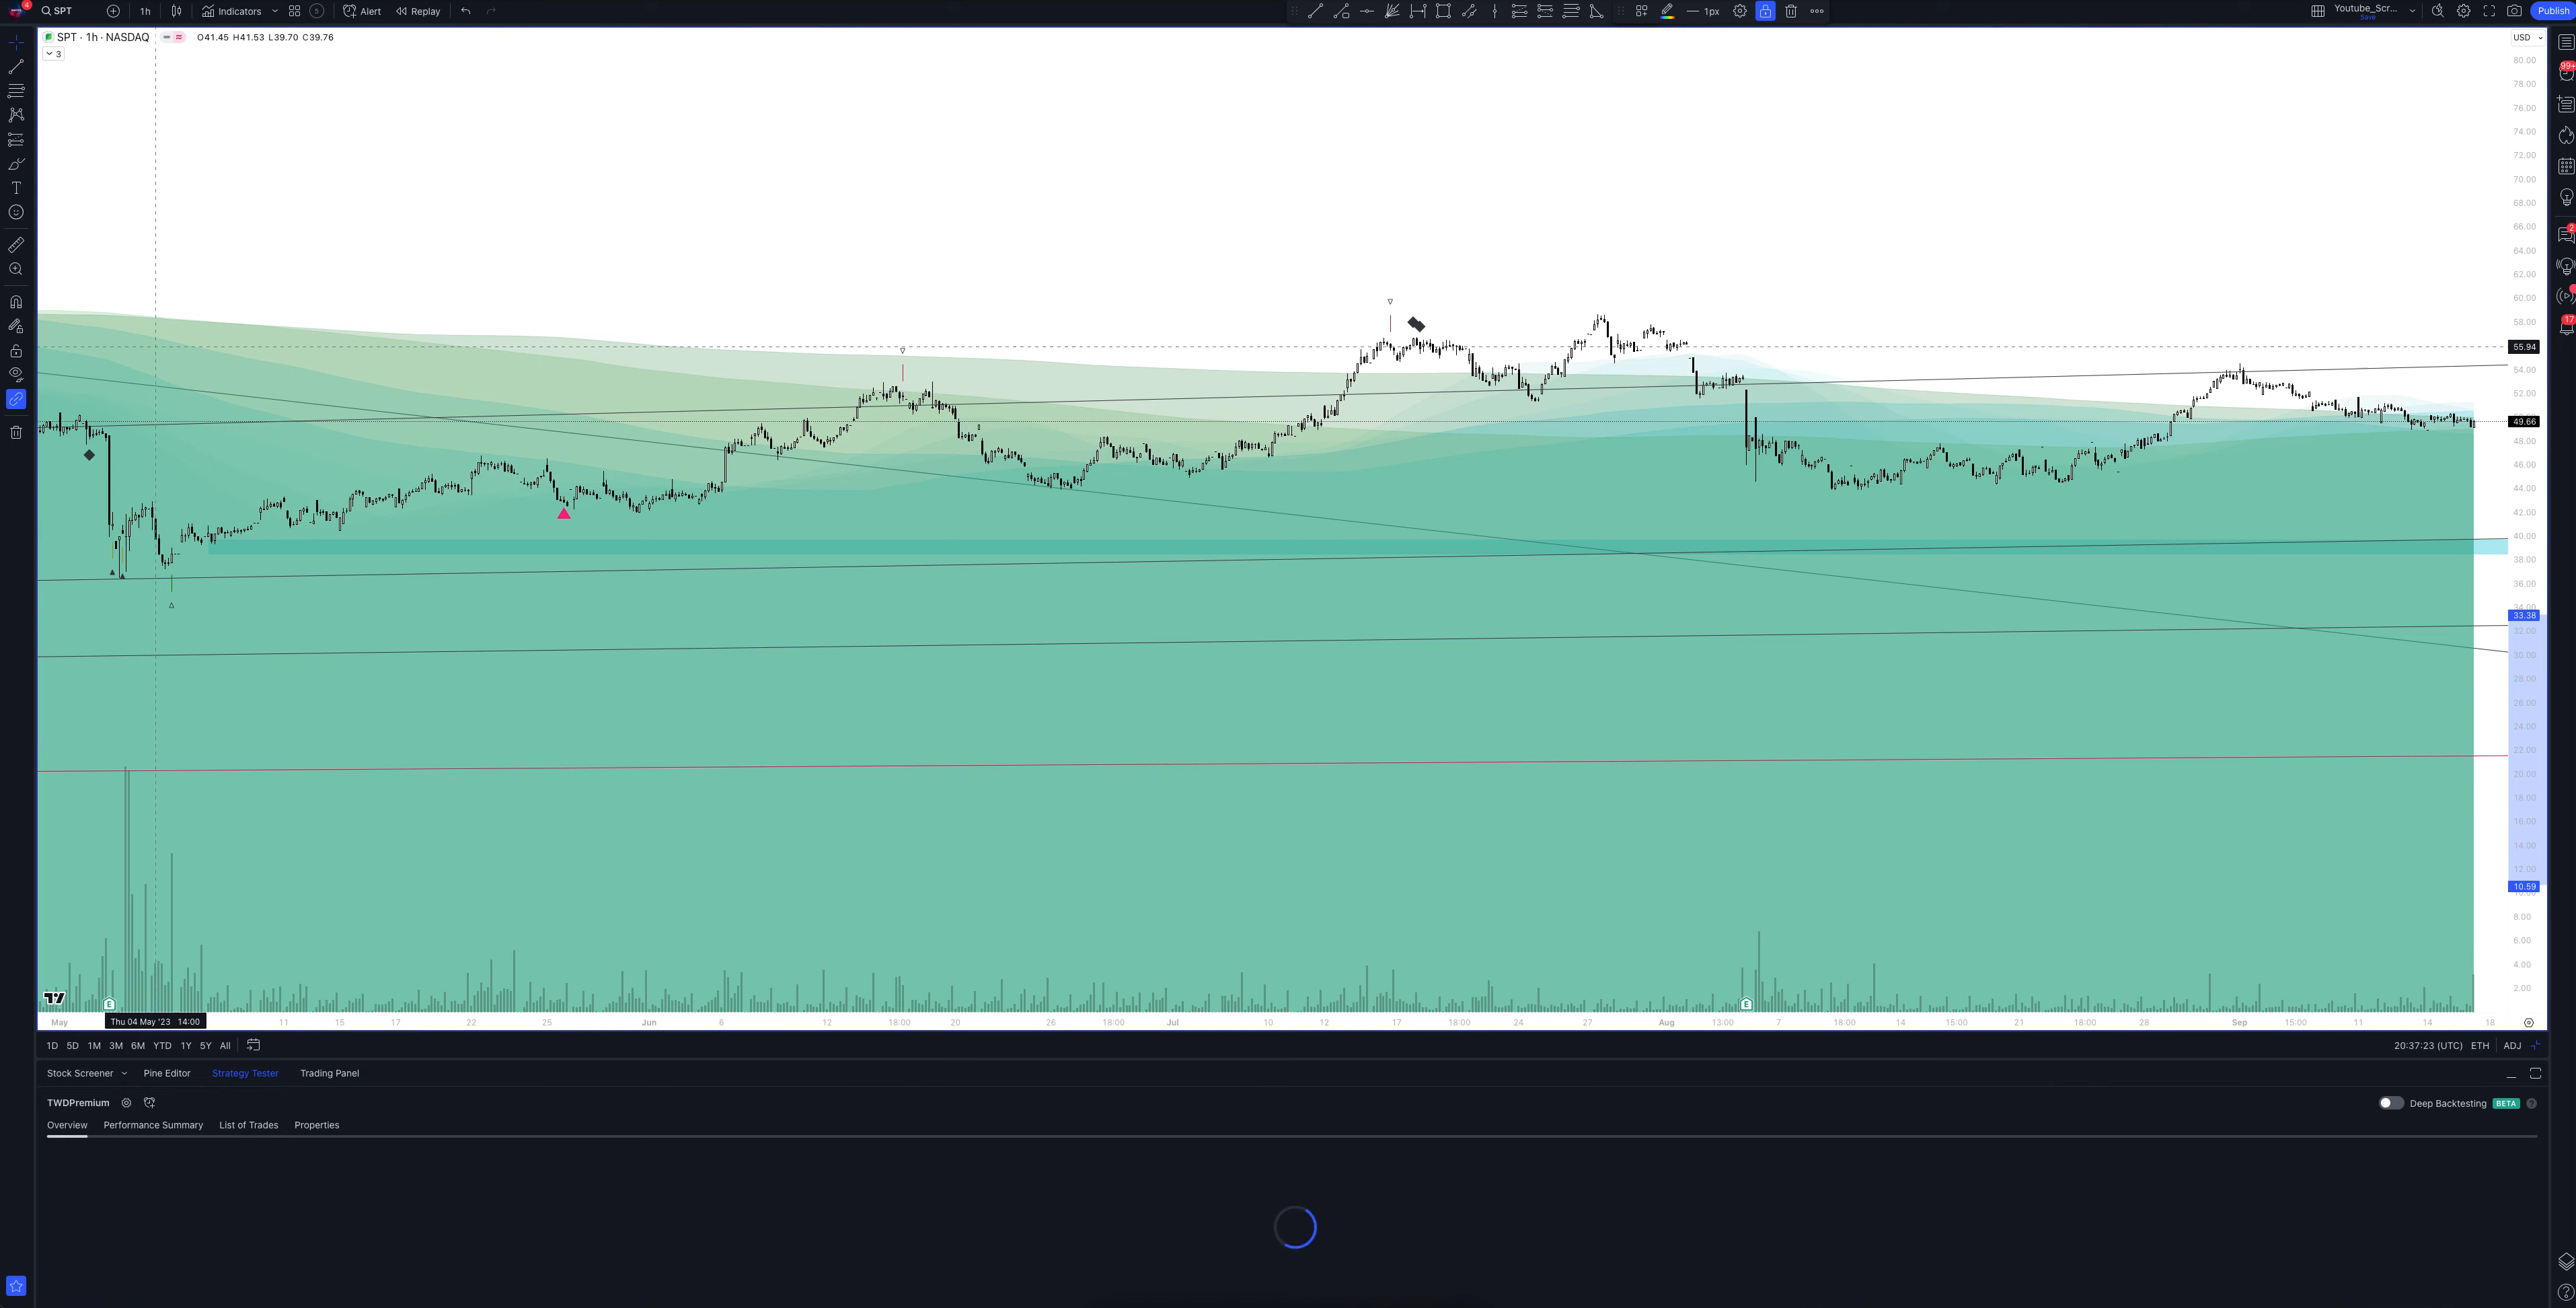 4
SPT
1h
Indicators
5
Alert
Replay
1px
Youtube_Scr...
Save
Publish
SPT · 1h · NASDAQ
O41.45 H41.53 L39.70 C39.76
3
USD
80.00
78.00
76.00
74.00
72.00
70.00
68.00
66.00
64.00
62.00
60.00
58.00
55.94
54.00
52.00
49.66
48.00
46.00
44.00
42.00
40.00
38.00
36.00
34.00
33.38
32.00
30.00
28.00
26.00
24.00
22.00
20.00
18.00
16.00
14.00
12.00
10.59
8.00
6.00
4.00
2.00
99+
2
17
E
E
May
Thu 04 May '23 14:00
11
15
17
22
25
Jun
6
12
18:00
20
26
18:00
Jul
10
12
17
18:00
24
27
Aug
13:00
7
18:00
14
15:00
21
18:00
28
Sep
15:00
11
14
18
1D 5D 1M 3M 6M YTD 1Y 5Y All
20:37:23 (UTC) ETH ADJ
Stock Screener Pine Editor Strategy Tester Trading Panel
TWDPremium
Deep Backtesting BETA
Overview Performance Summary List of Trades Properties